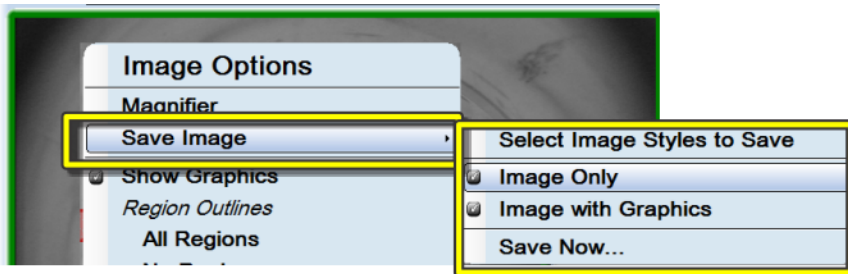 Image Options
Magnifier
Save Image
Show Graphics
Region Outlines
All Regions
Select Image Styles to Save
Image Only
Image with Graphics
Save Now...